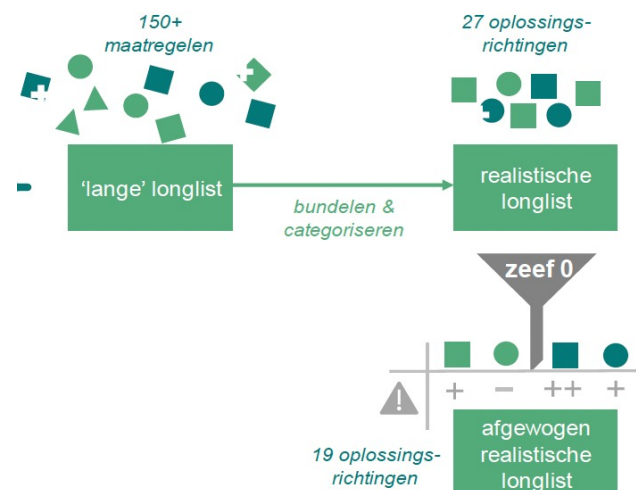 150+
maatregelen
27 oplossings-
richtingen
'lange' longlist
bundelen &
categoriseren
realistische
longlist
zeef 0
+ − ++ +
19 oplossings-
richtingen
afgewogen
realistische
longlist